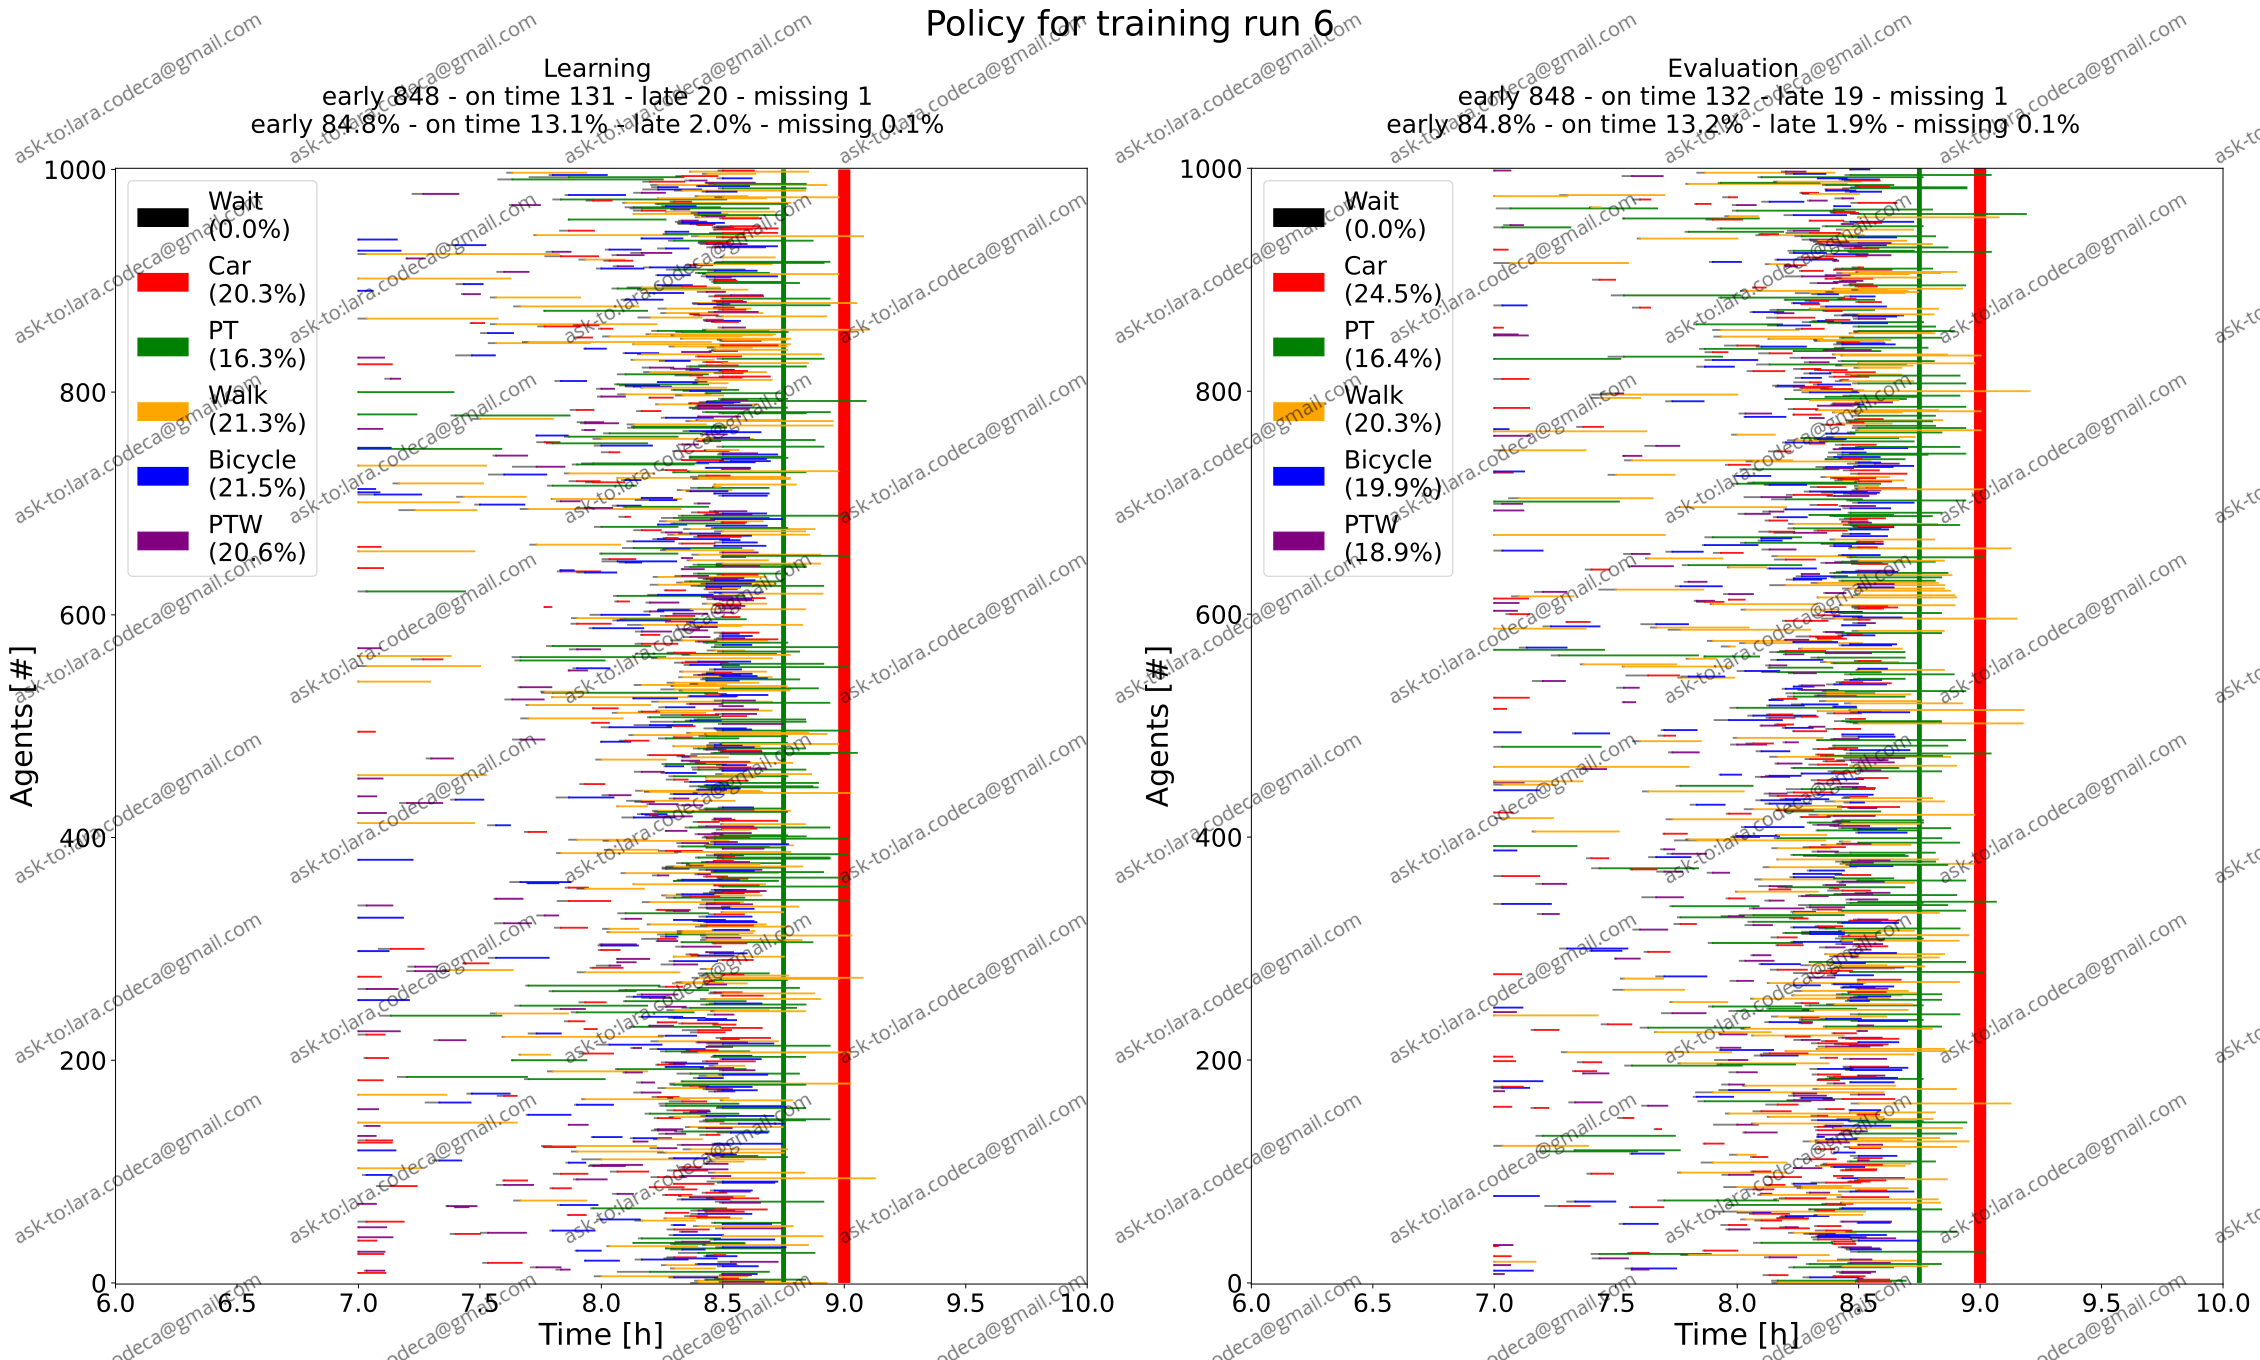 Policy for training run 6
Learning
early 848 - on time 131 - late 20 - missing 1
early 84.8% - on time 13.1% - late 2.0% - missing 0.1%
Wait
(0.0%)
Car
(20.3%)
PT
(16.3%)
Walk
(21.3%)
Bicycle
(21.5%)
PTW
(20.6%)
1000
800
600
400
200
0
Agents [#]
6.0 6.5 7.0 7.5 8.0 8.5 9.0 9.5 10.0
Time [h]
Evaluation
early 848 - on time 132 - late 19 - missing 1
early 84.8% - on time 13.2% - late 1.9% - missing 0.1%
Wait
(0.0%)
Car
(24.5%)
PT
(16.4%)
Walk
(20.3%)
Bicycle
(19.9%)
PTW
(18.9%)
1000
800
600
400
200
0
Agents [#]
6.0 6.5 7.0 7.5 8.0 8.5 9.0 9.5 10.0
Time [h]
ask-to:lara.codeca@gmail.com